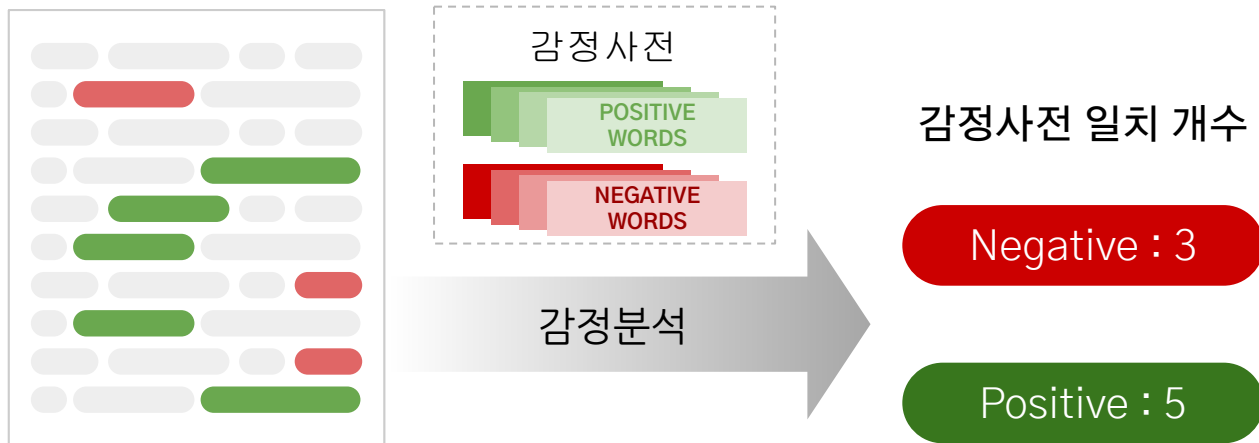 감정사전
POSITIVE
WORDS
NEGATIVE
WORDS
감정분석
감정사전 일치 개수
Negative : 3
Positive : 5